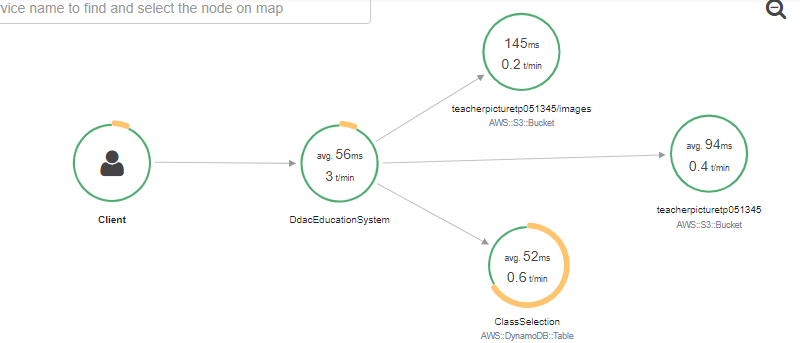 vice name to find and select the node on map
145ms
0.2 t/min
teacherpicturetp051345/images
AWS::S3::Bucket
Client
avg. 56ms
3 t/min
DdacEducationSystem
avg. 94ms
0.4 t/min
teacherpicturetp051345
AWS::S3::Bucket
avg. 52ms
0.6 t/min
ClassSelection
AWS::DynamoDB::Table